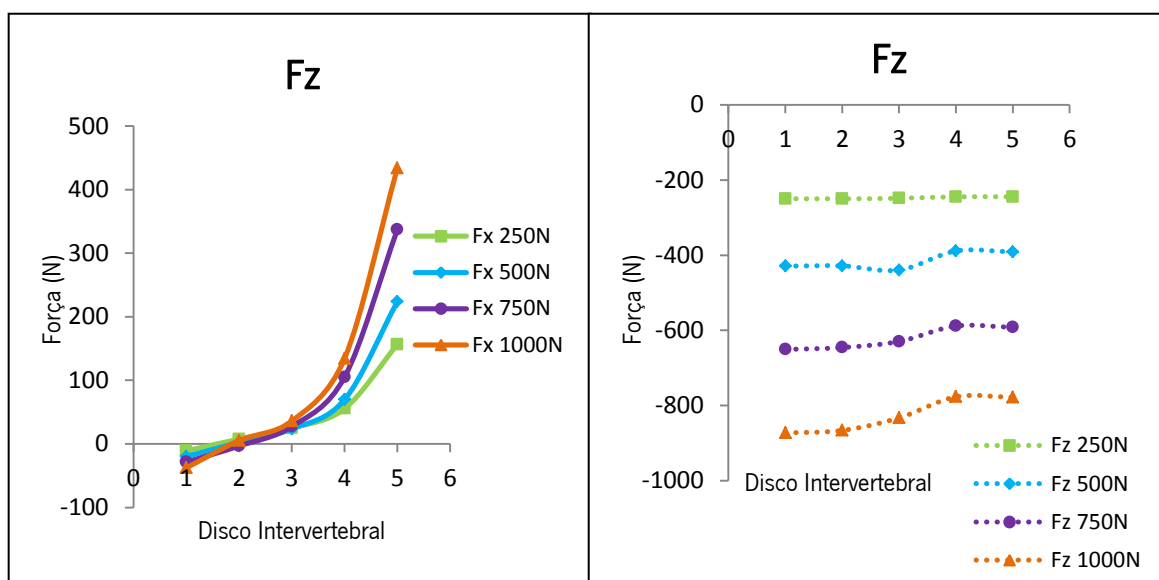 Fz
500
400
300
200
100
0
-100
0 1 2 3 4 5 6
Força (N)
Disco Intervertebral
Fx 250N
Fx 500N
Fx 750N
Fx 1000N
Fz
0
-200
-400
-600
-800
-1000
0 1 2 3 4 5 6
Força (N)
Disco Intervertebral
Fz 250N
Fz 500N
Fz 750N
Fz 1000N